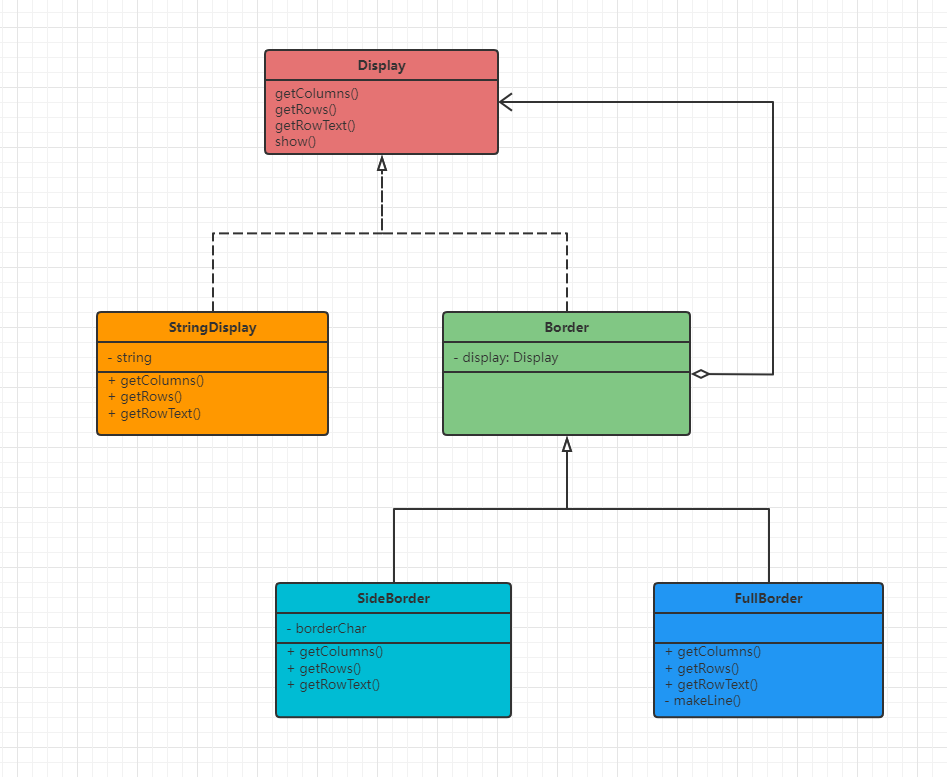 Display
getColumns()
getRows()
getRowText()
show()
StringDisplay
- string
+ getColumns()
+ getRows()
+ getRowText()
Border
- display: Display
SideBorder
- borderChar
+ getColumns()
+ getRows()
+ getRowText()
FullBorder
+ getColumns()
+ getRows()
+ getRowText()
- makeLine()